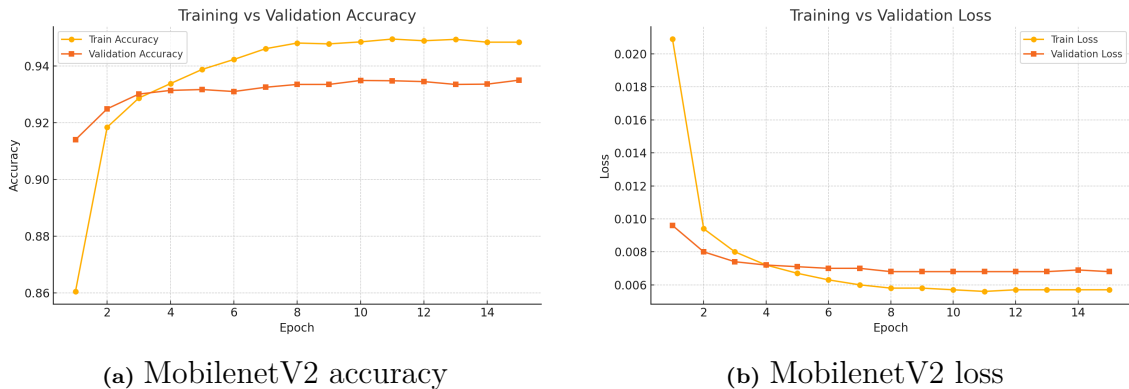 Training vs Validation Accuracy
Train Accuracy
Validation Accuracy
Accuracy
0.94
0.92
0.90
0.88
0.86
2 4 6 8 10 12 14
Epoch
(a) MobilenetV2 accuracy
Training vs Validation Loss
Train Loss
Validation Loss
Loss
0.020
0.018
0.016
0.014
0.012
0.010
0.008
0.006
2 4 6 8 10 12 14
Epoch
(b) MobilenetV2 loss